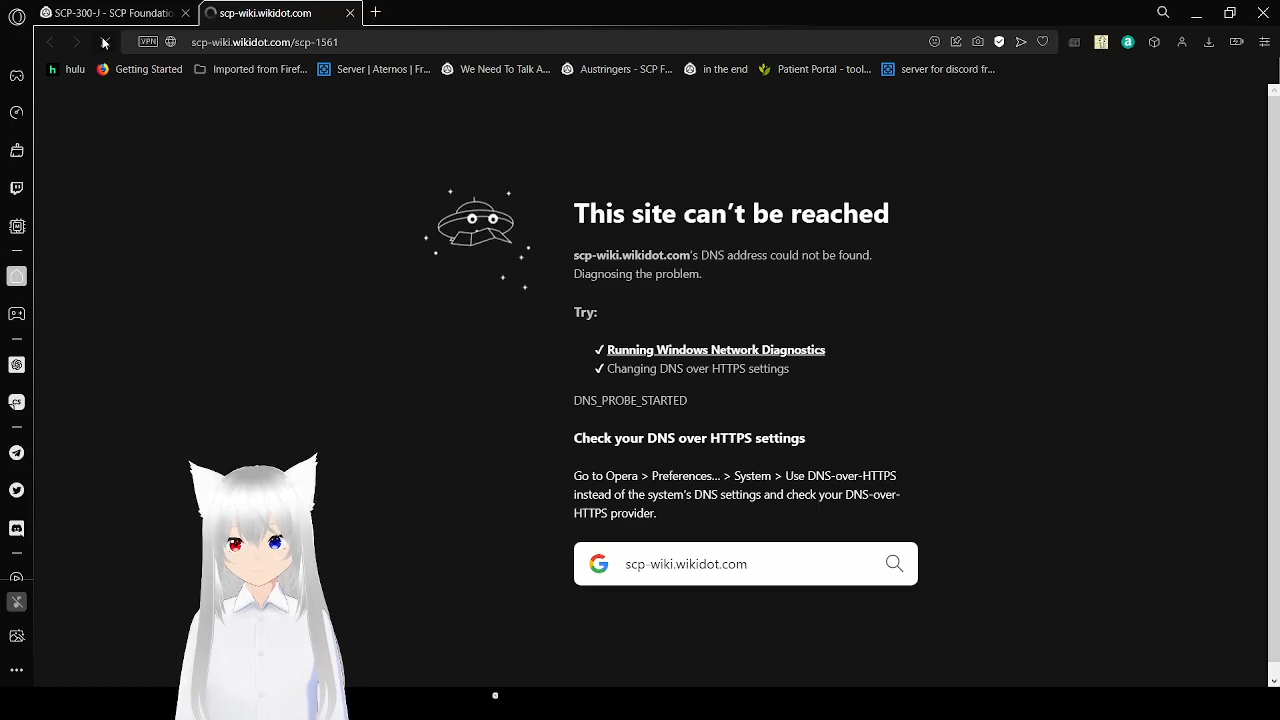 SCP-300-J - SCP Foundatio
scp-wiki.wikidot.com
VPN
scp-wiki.wikidot.com/scp-1561
a
h hulu
Getting Started
Imported from Firef...
Server | Aternos | Fr...
We Need To Talk A...
Austringers - SCP F...
in the end
Patient Portal - tool...
server for discord fr...
This site can’t be reached
scp-wiki.wikidot.com's DNS address could not be found.
Diagnosing the problem.
Try:
✓ Running Windows Network Diagnostics
✓ Changing DNS over HTTPS settings
DNS_PROBE_STARTED
Check your DNS over HTTPS settings
Go to Opera > Preferences... > System > Use DNS-over-HTTPS
instead of the system’s DNS settings and check your DNS-over-
HTTPS provider.
scp-wiki.wikidot.com